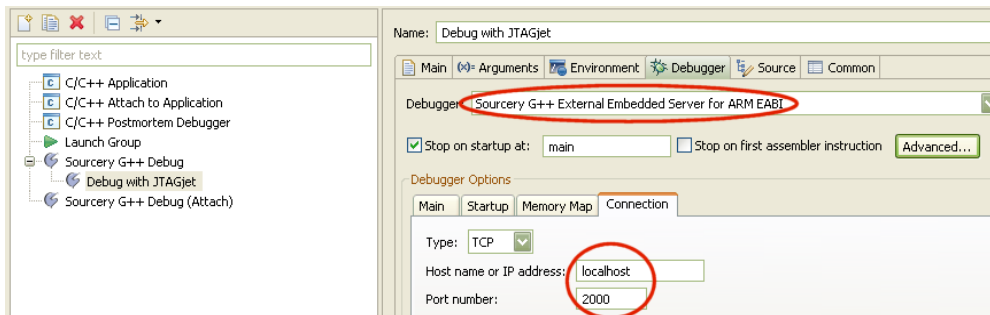 type filter text
C/C++ Application
C/C++ Attach to Application
C/C++ Postmortem Debugger
Launch Group
Sourcery G++ Debug
Debug with JTAGjet
Sourcery G++ Debug (Attach)
Name: Debug with JTAGjet
Main (x)= Arguments Environment Debugger Source Common
Debugger Sourcery G++ External Embedded Server for ARM EABI
Stop on startup at: main Stop on first assembler instruction Advanced...
Debugger Options
Main Startup Memory Map Connection
Type: TCP
Host name or IP address: localhost
Port number: 2000